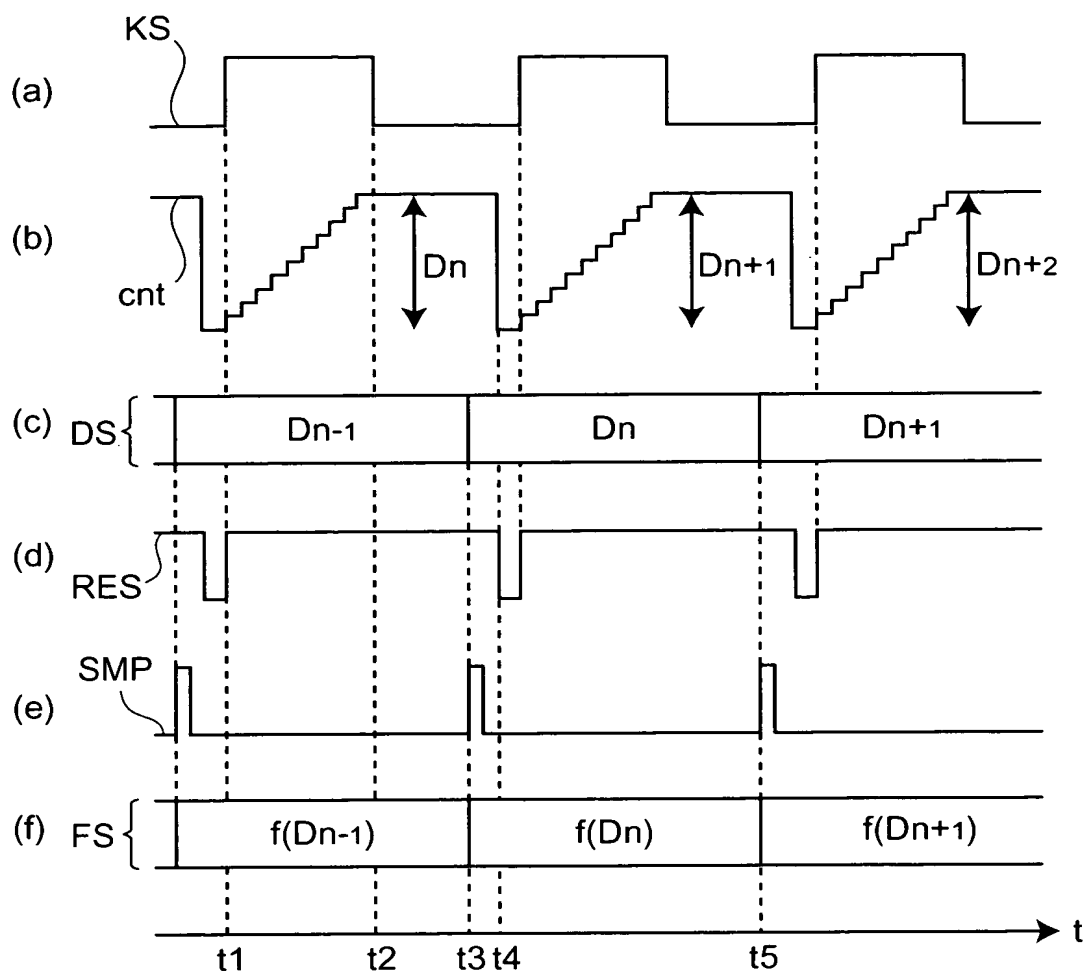 KS
(a)
(b)
cnt
Dn
Dn+1
Dn+2
(c)
DS
Dn-1
Dn
Dn+1
(d)
RES
SMP
(e)
(f)
FS
f(Dn-1)
f(Dn)
f(Dn+1)
t
t1
t2
t3
t4
t5